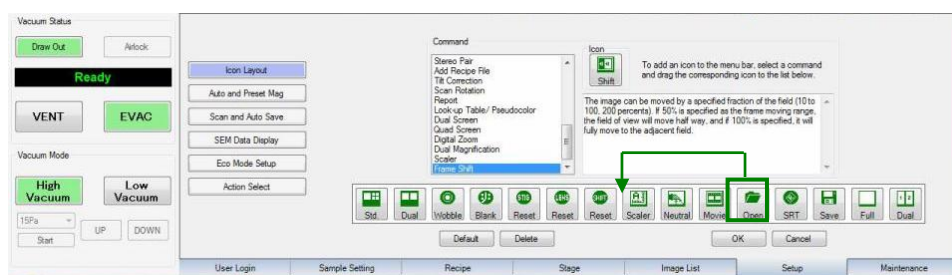 Vacuum Status
Draw Out
Airlock
Ready
VENT
EVAC
Vacuum Mode
High Vacuum
Low Vacuum
15Pa
Start
UP
DOWN
Icon Layout
Auto and Preset Mag
Scan and Auto Save
SEM Data Display
Eco Mode Setup
Action Select
Command
Stereo Pair
Add Recipe File
Tilt Correction
Scan Rotation
Report
Look-up Table/ Pseudocolor
Dual Screen
Quad Screen
Digital Zoom
Dual Magnification
Scaler
Frame Shift
Icon
Shift
To add an icon to the menu bar, select a command
and drag the corresponding icon to the list below.
The image can be moved by a specified fraction of the field (10 to
100, 200 percents). If 50% is specified as the frame moving range,
the field of view will move half way, and if 100% is specified, it will
fully move to the adjacent field.
Std. Dual Wobble Blank Reset Reset Reset Scaler Neutral Movie Open SRT Save Full Dual
Default Delete OK Cancel
User Login Sample Setting Recipe Stage Image List Setup Maintenance